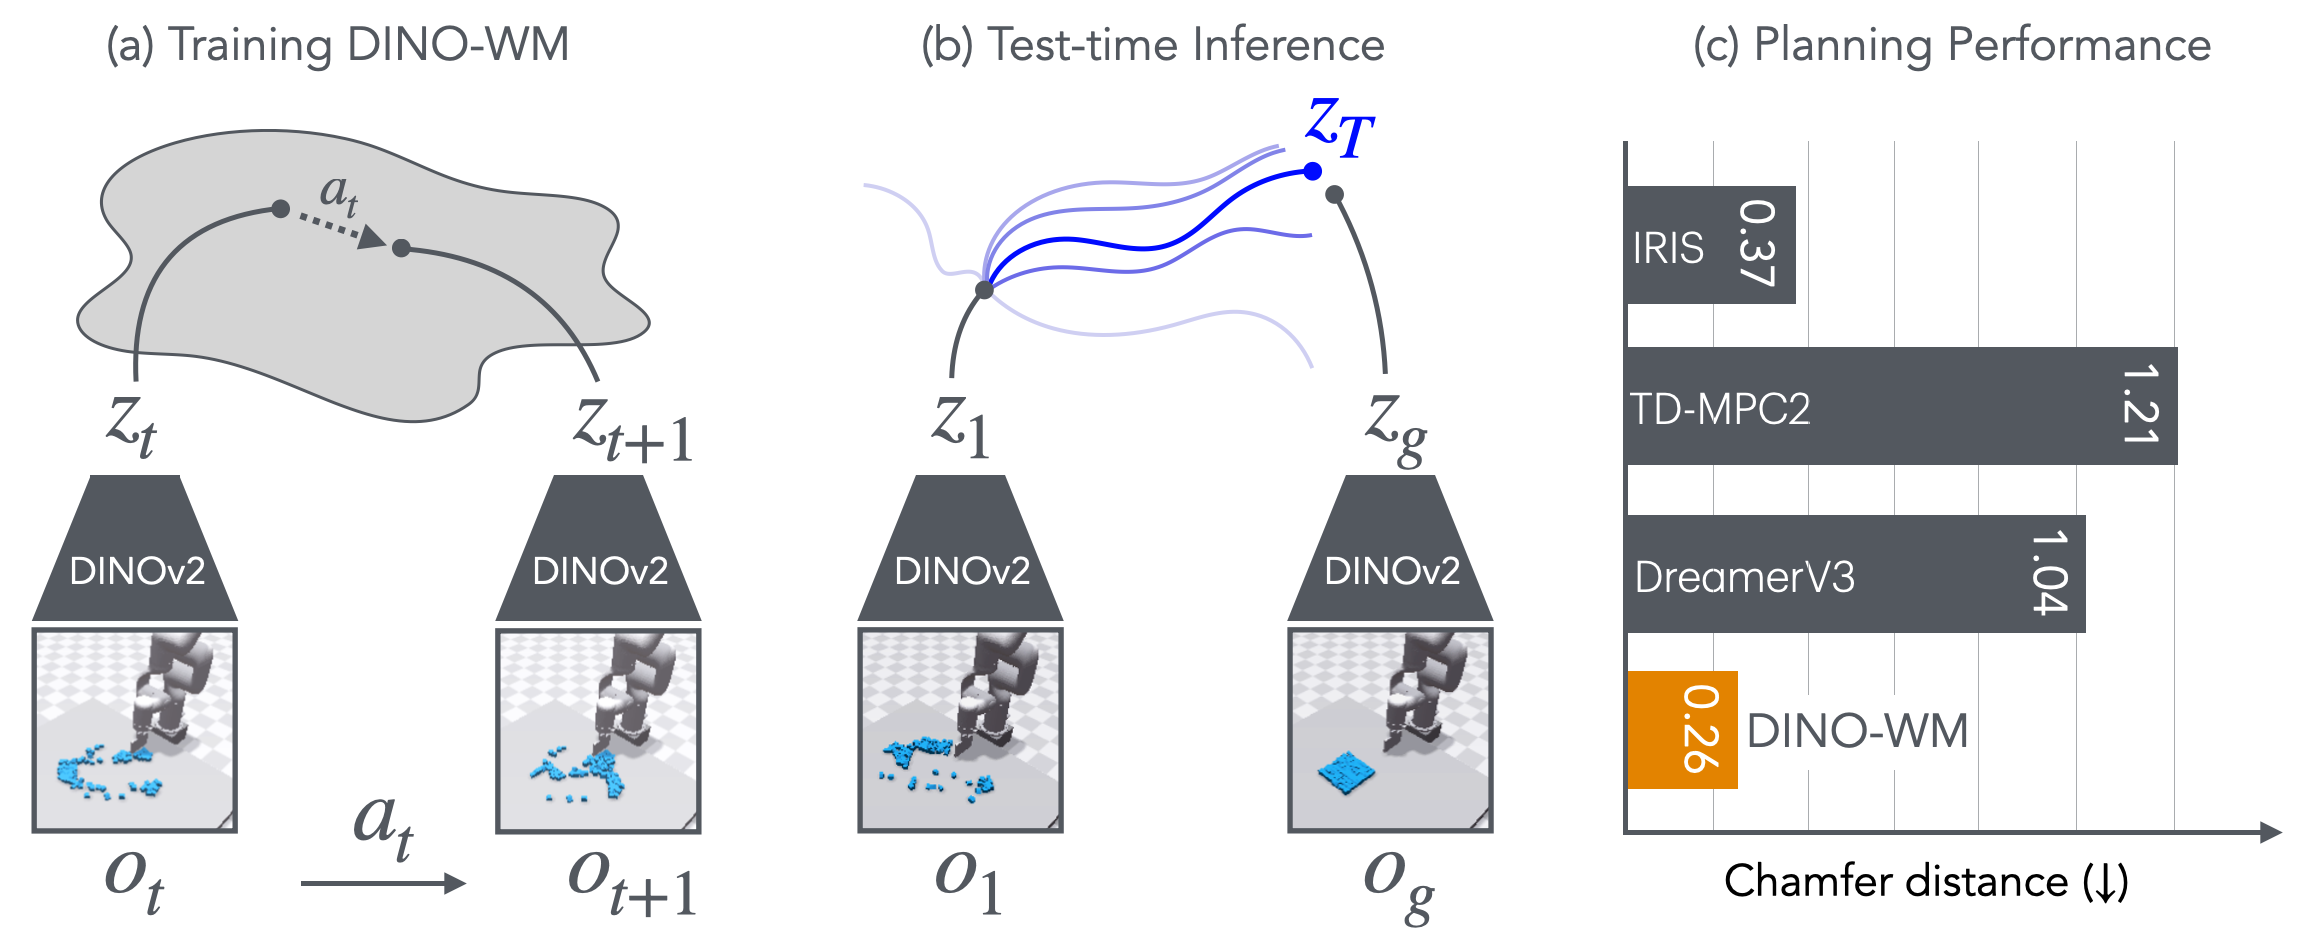 (a) Training DINO-WM
a_t
z_t
z_{t+1}
DINOv2
DINOv2
a_t
o_t
o_{t+1}
(b) Test-time Inference
z_T
z_1
z_g
DINOv2
DINOv2
o_1
o_g
(c) Planning Performance
IRIS 0.37
TD-MPC2 1.21
DreamerV3 1.04
0.26 DINO-WM
Chamfer distance (↓)